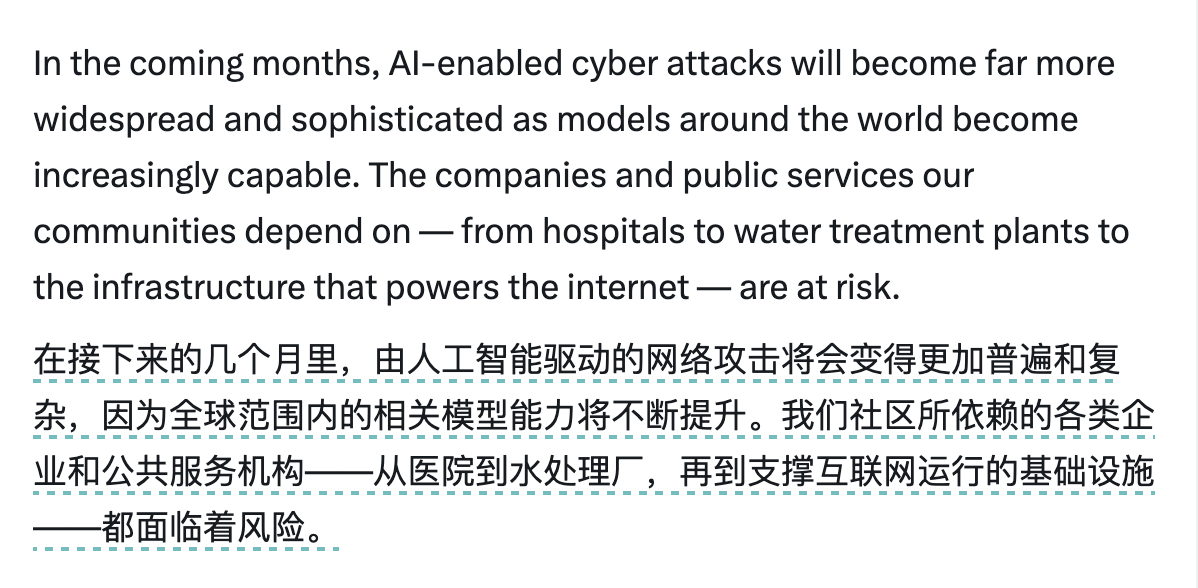 In the coming months, AI-enabled cyber attacks will become far more
widespread and sophisticated as models around the world become
increasingly capable. The companies and public services our
communities depend on — from hospitals to water treatment plants to
the infrastructure that powers the internet — are at risk.
在接下来的几个月里，由人工智能驱动的网络攻击将会变得更加普遍和复
杂，因为全球范围内的相关模型能力将不断提升。我们社区所依赖的各类企
业和公共服务机构——从医院到水处理厂，再到支撑互联网运行的基础设施
——都面临着风险。